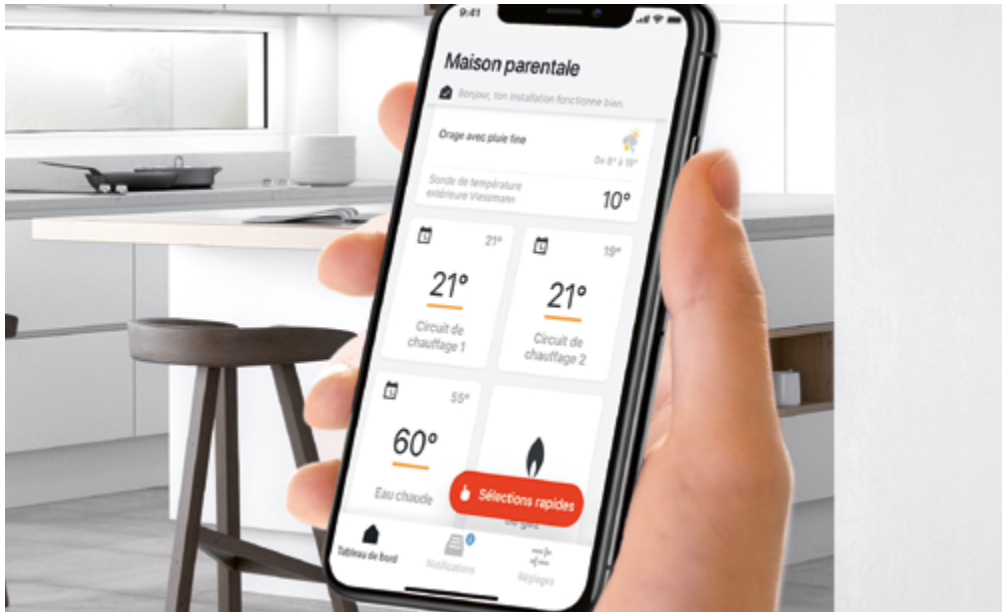 9:41
Maison parentale
Bonjour, ton installation fonctionne bien.
Orage avec pluie fine
De 8° à 19°
Sonde de température
extérieure Viessmann
10°
21°
21°
Circuit de
chauffage 1
19°
21°
Circuit de
chauffage 2
55°
60°
Eau chaude
Sélections rapides
Tableau de Bord
Notifications
Réglages